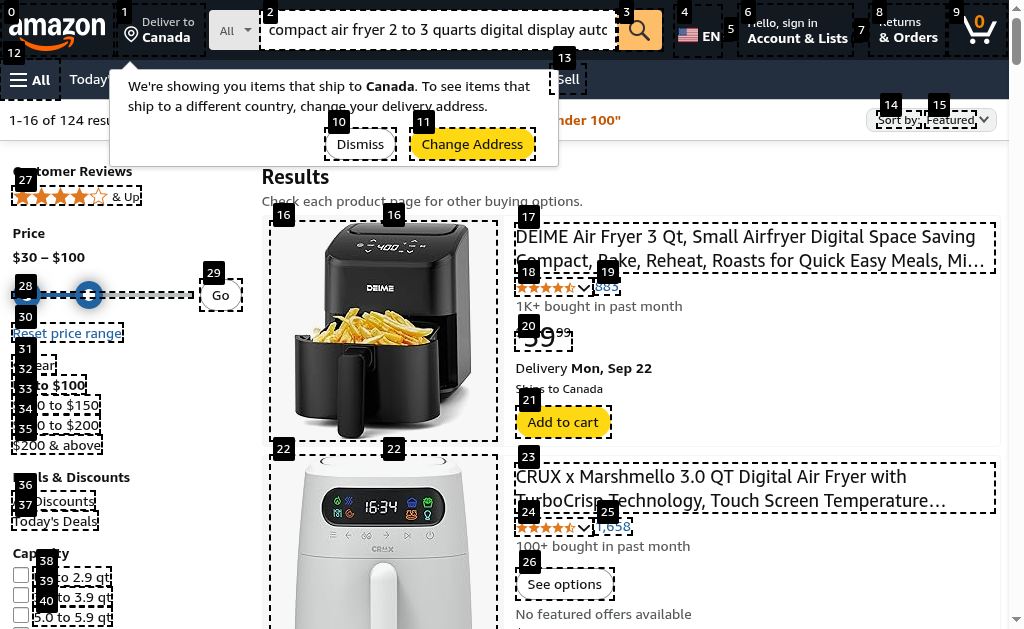 0
1
2
3
4
5
6
7
8
9
amazon
Deliver to
Canada
All
compact air fryer 2 to 3 quarts digital display auto
EN
Hello, sign in
Account & Lists
Returns
& Orders
0
12
All
Today'
13
Sell
We're showing you items that ship to Canada. To see items that
ship to a different country, change your delivery address.
10
11
Dismiss
Change Address
1-16 of 124
under 100"
14
15
Sort by:
Featured
27
Customer Reviews
& Up
Price
$30 – $100
28
29
Go
30
Reset price range
31
32
to $100
33
to $150
34
to $200
35
$200 & above
Deals & Discounts
36
Discounts
37
Today's Deals
Capacity
38
to 2.9 qt
39
to 3.9 qt
40
5.0 to 5.9 qt
Results
Check each product page for other buying options.
16
16
400
DEIME
17
DEIME Air Fryer 3 Qt, Small Airfryer Digital Space Saving
Compact, Bake, Reheat, Roasts for Quick Easy Meals, Mi…
18
19
883
1K+ bought in past month
20
99
Delivery Mon, Sep 22
Ships to Canada
21
Add to cart
22
22
16:34
CRUX
23
CRUX x Marshmello 3.0 QT Digital Air Fryer with
TurboCrisp Technology, Touch Screen Temperature…
24
25
1,658
100+ bought in past month
26
See options
No featured offers available